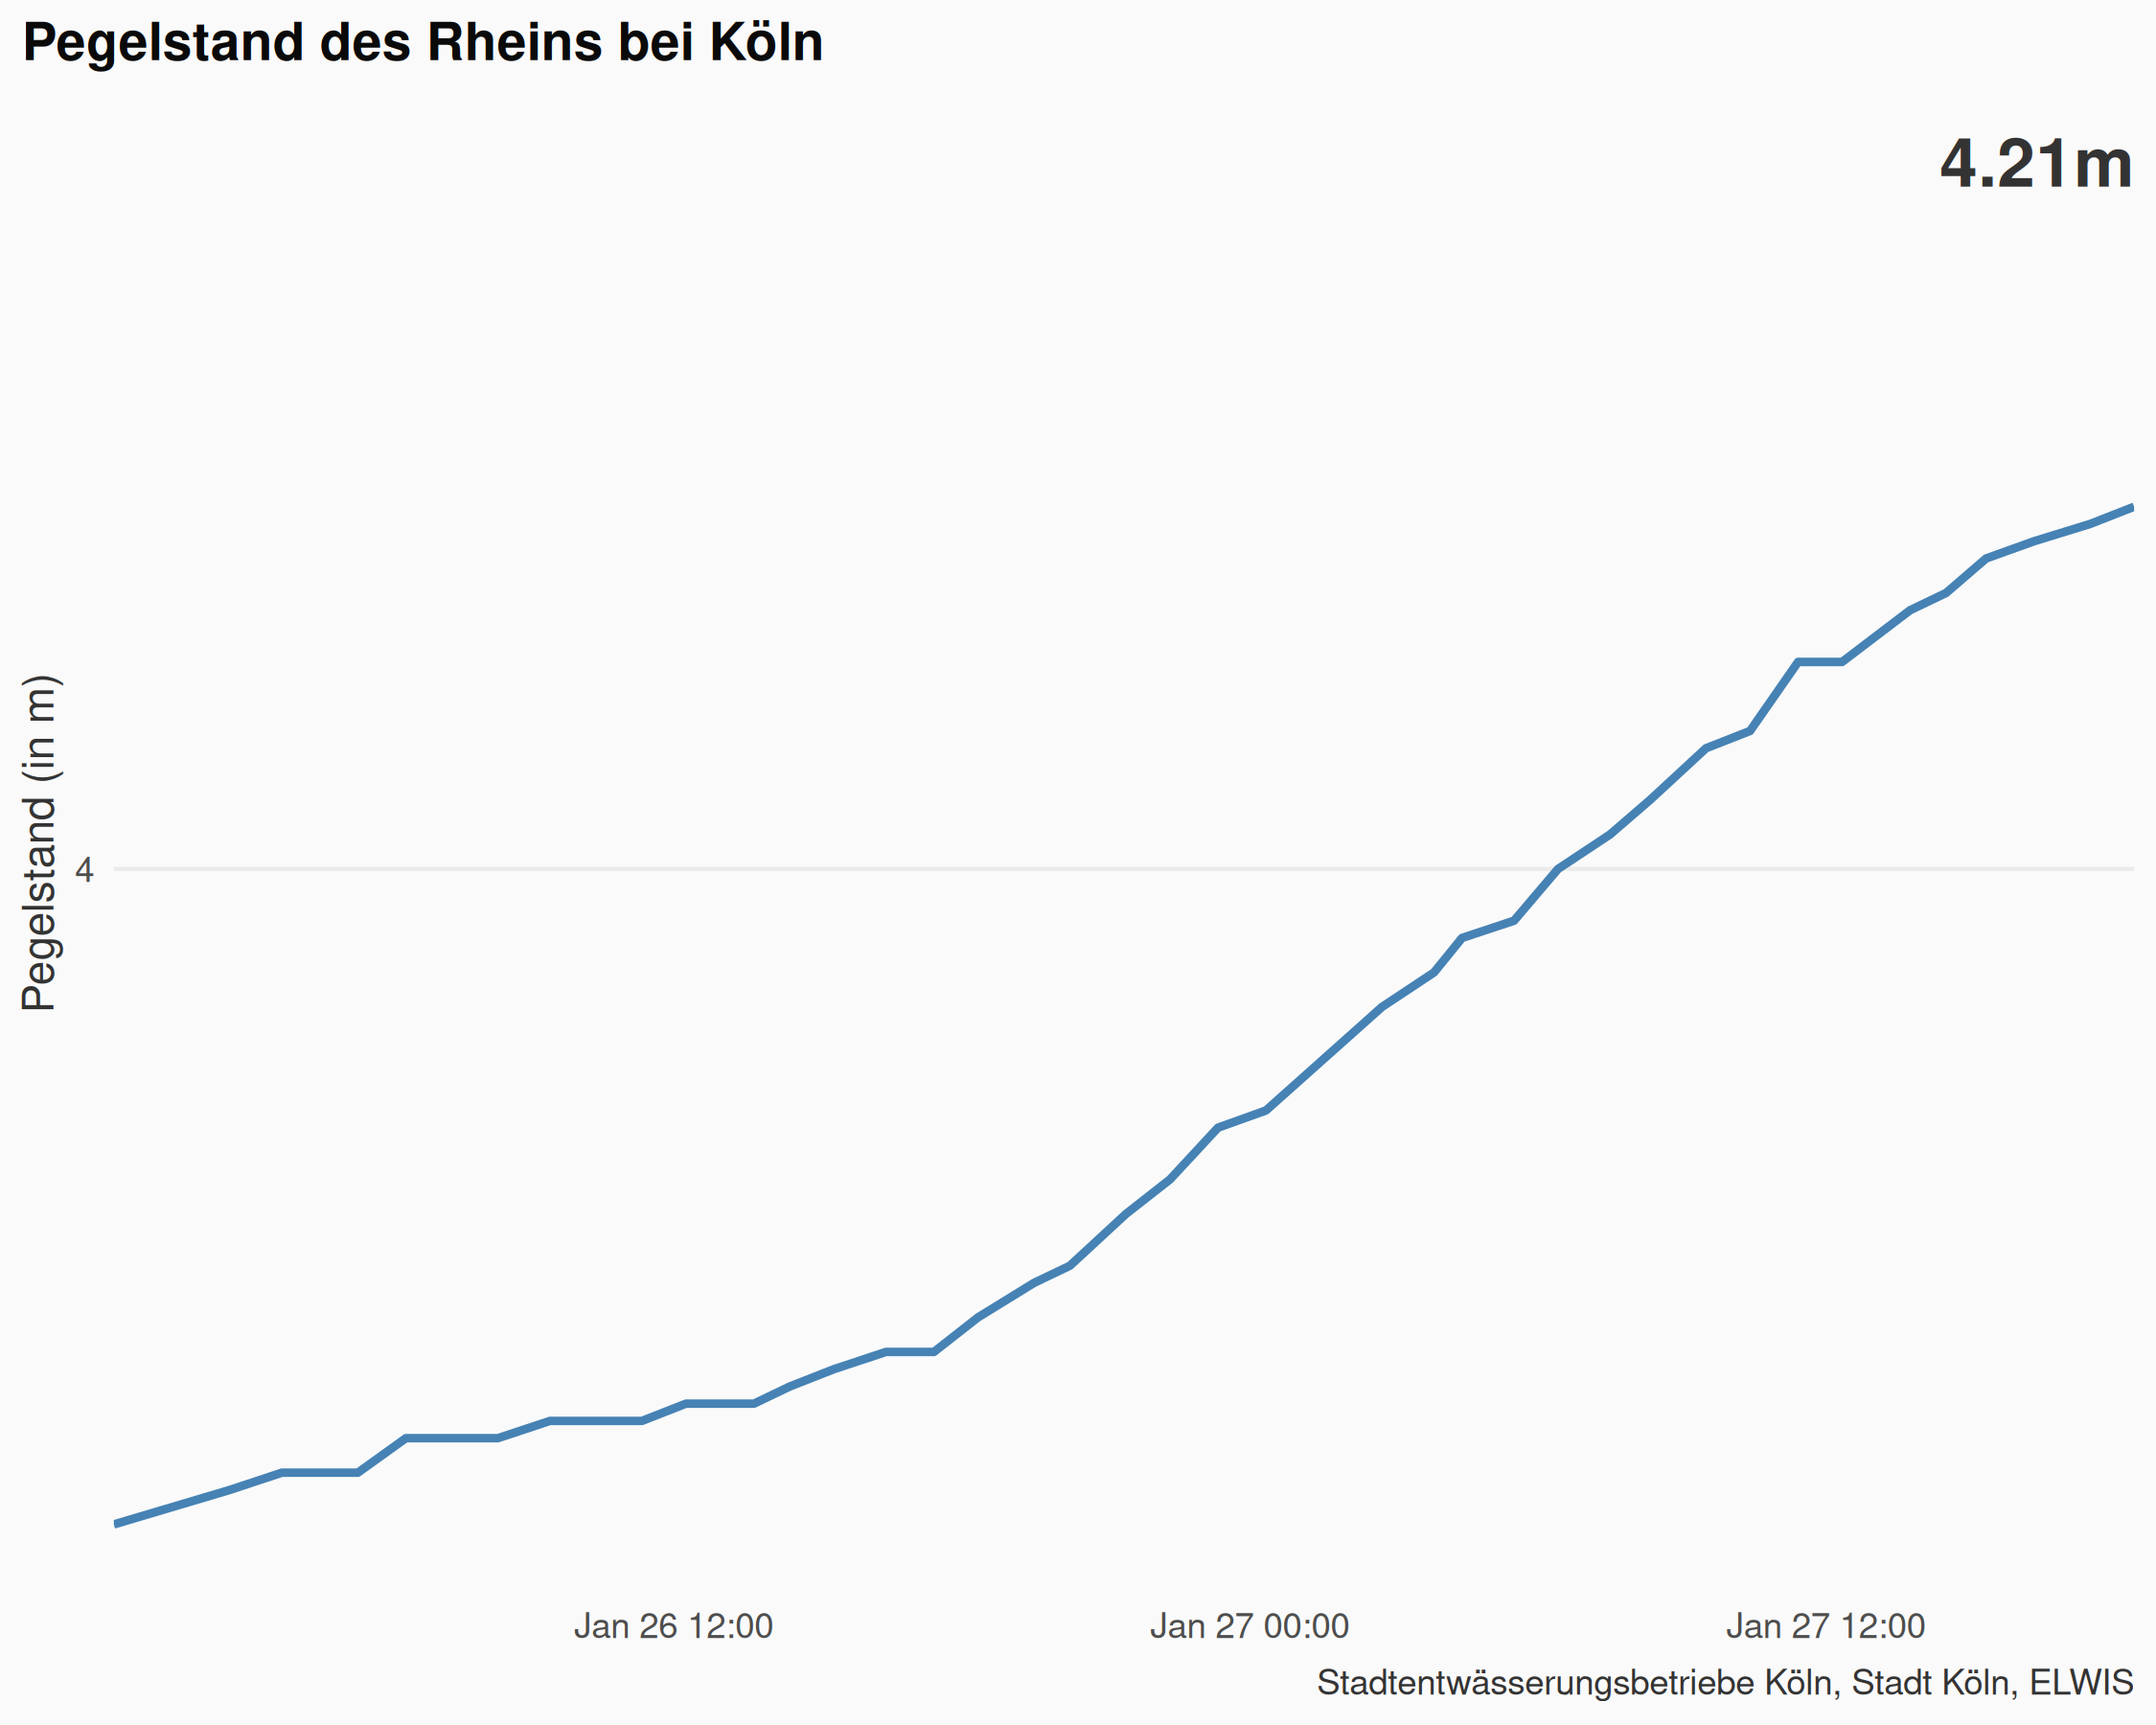 Pegelstand des Rheins bei Köln
4.21m
Pegelstand (in m)
4
Jan 26 12:00
Jan 27 00:00
Jan 27 12:00
Stadtentwässerungsbetriebe Köln, Stadt Köln, ELWIS